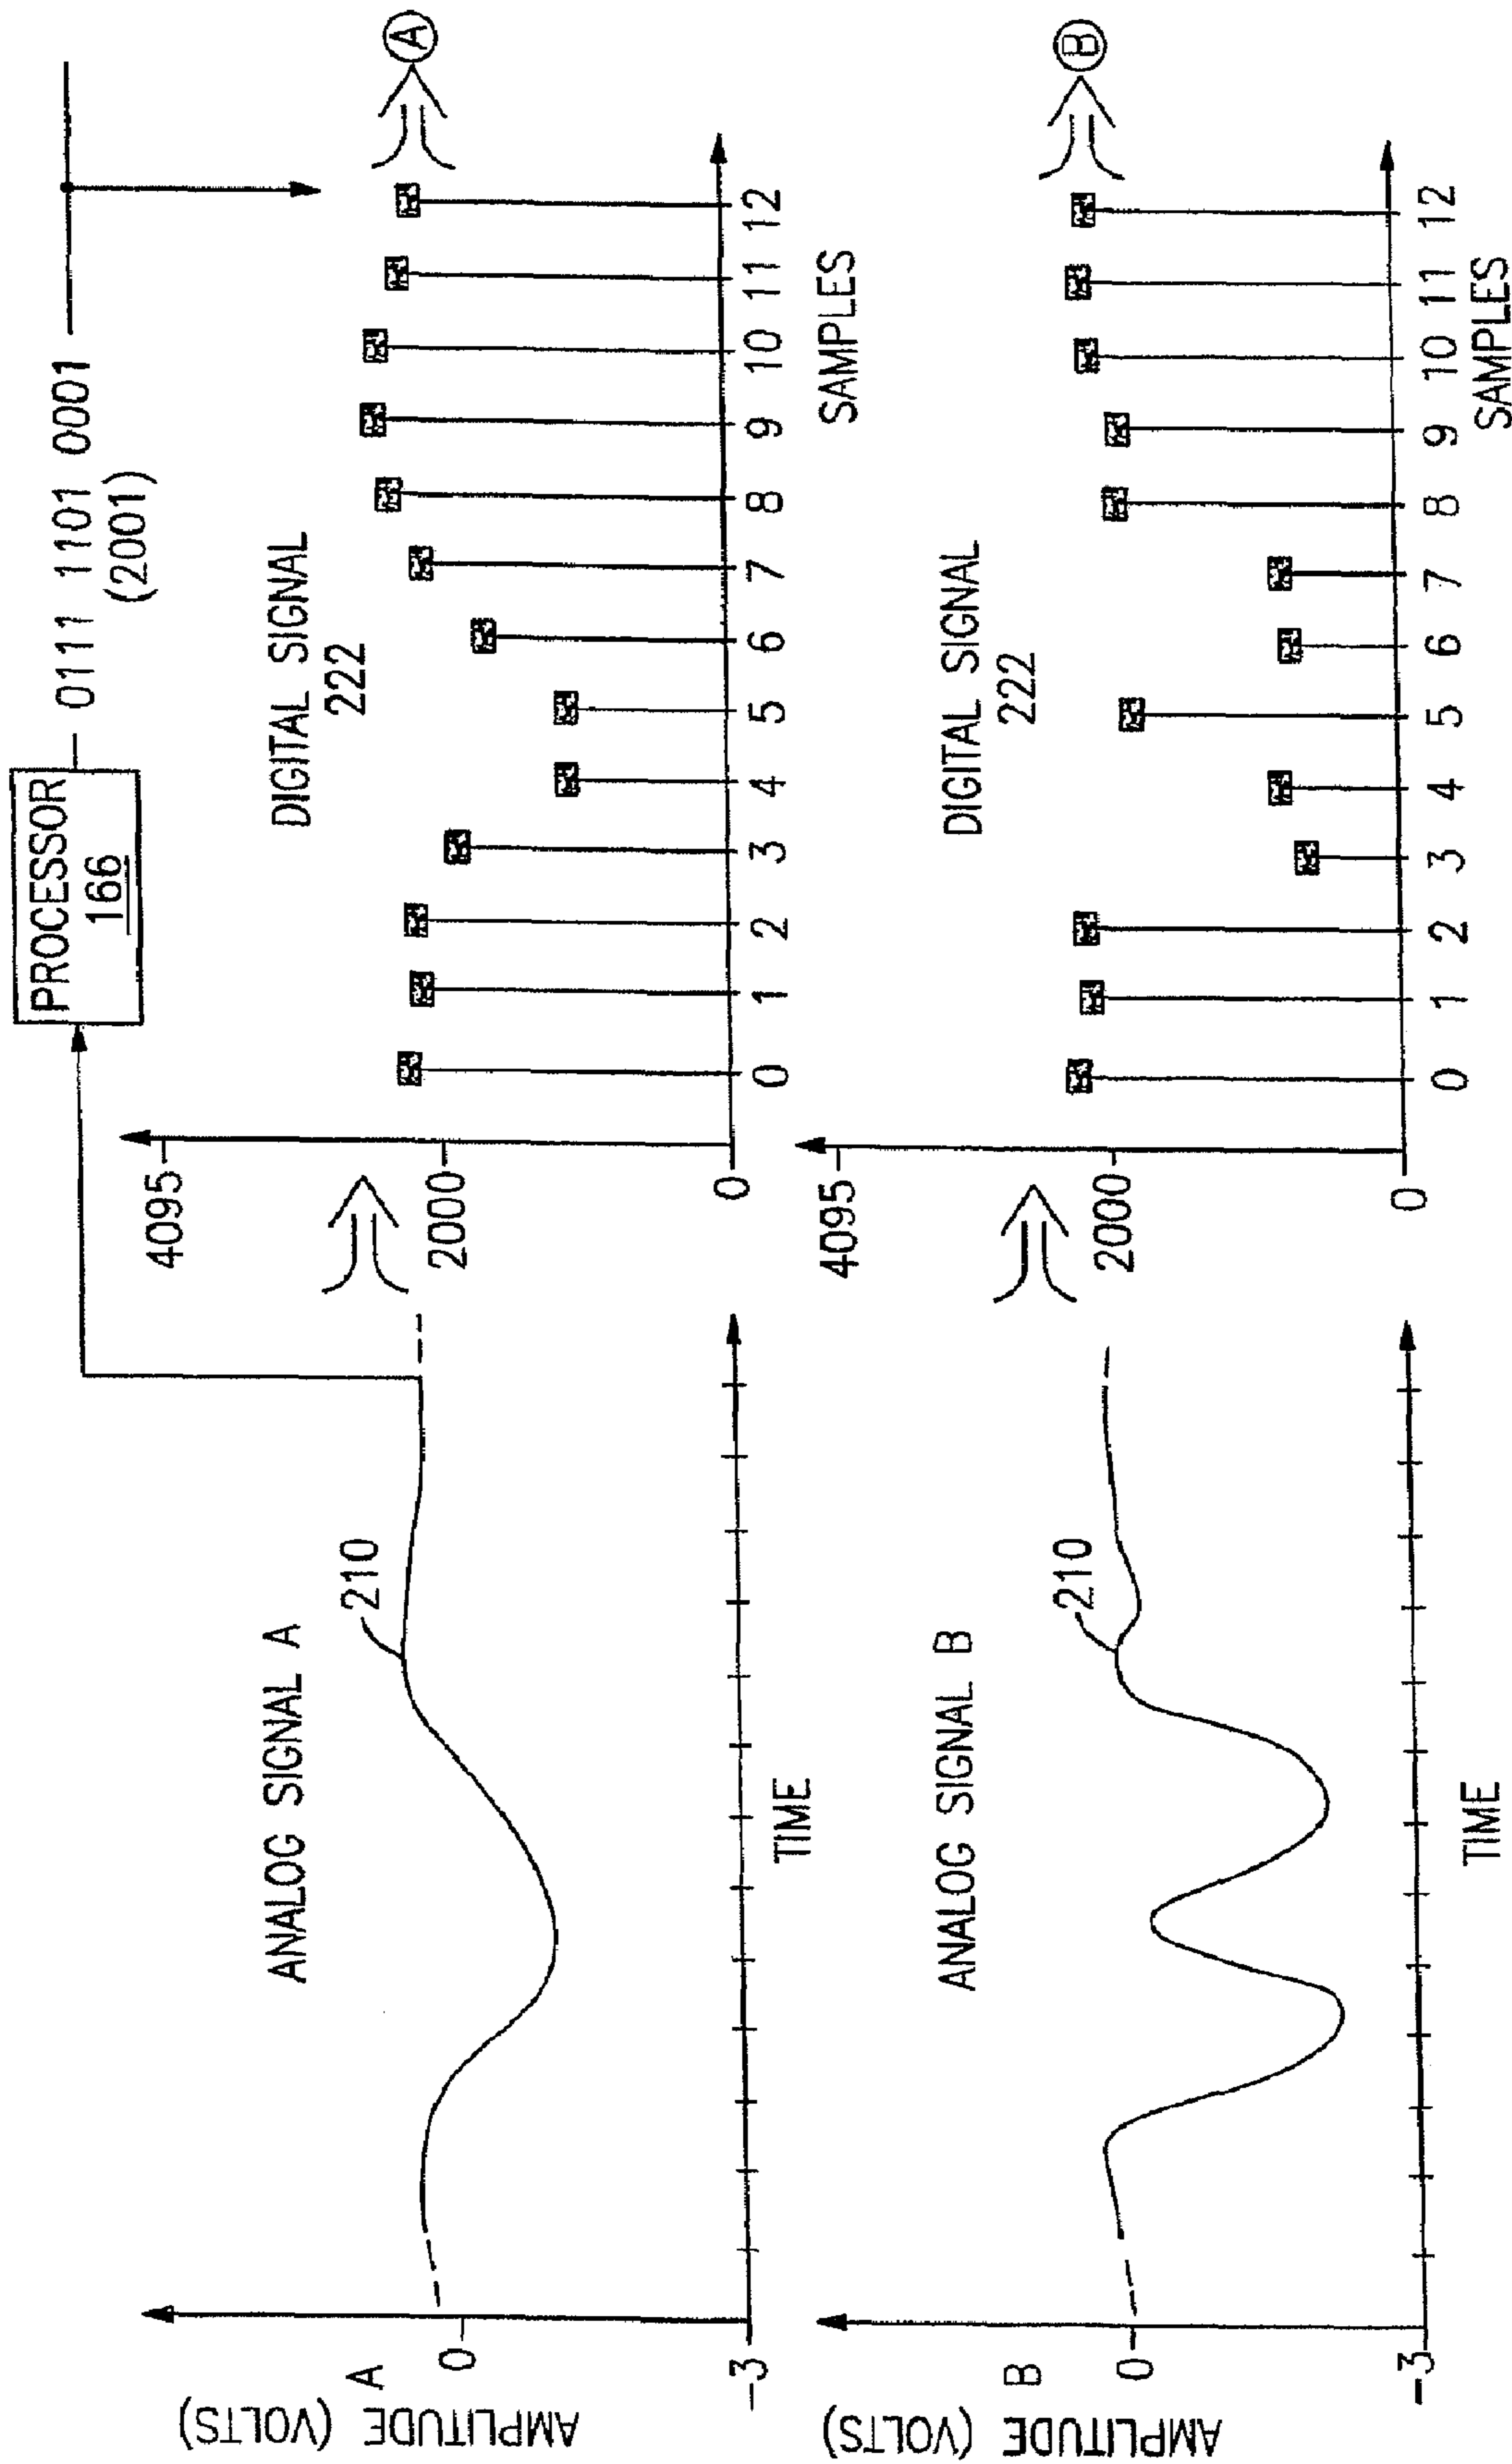 PROCESSOR
166
0111 1101 0001
(2001)
ANALOG SIGNAL A
210
A
AMPLITUDE (VOLTS)
0
-3
TIME
DIGITAL SIGNAL
222
4095
2000
0
0 1 2 3 4 5 6 7 8 9 10 11 12
SAMPLES
A
ANALOG SIGNAL B
210
B
AMPLITUDE (VOLTS)
0
-3
TIME
DIGITAL SIGNAL
222
4095
2000
0
0 1 2 3 4 5 6 7 8 9 10 11 12
SAMPLES
B